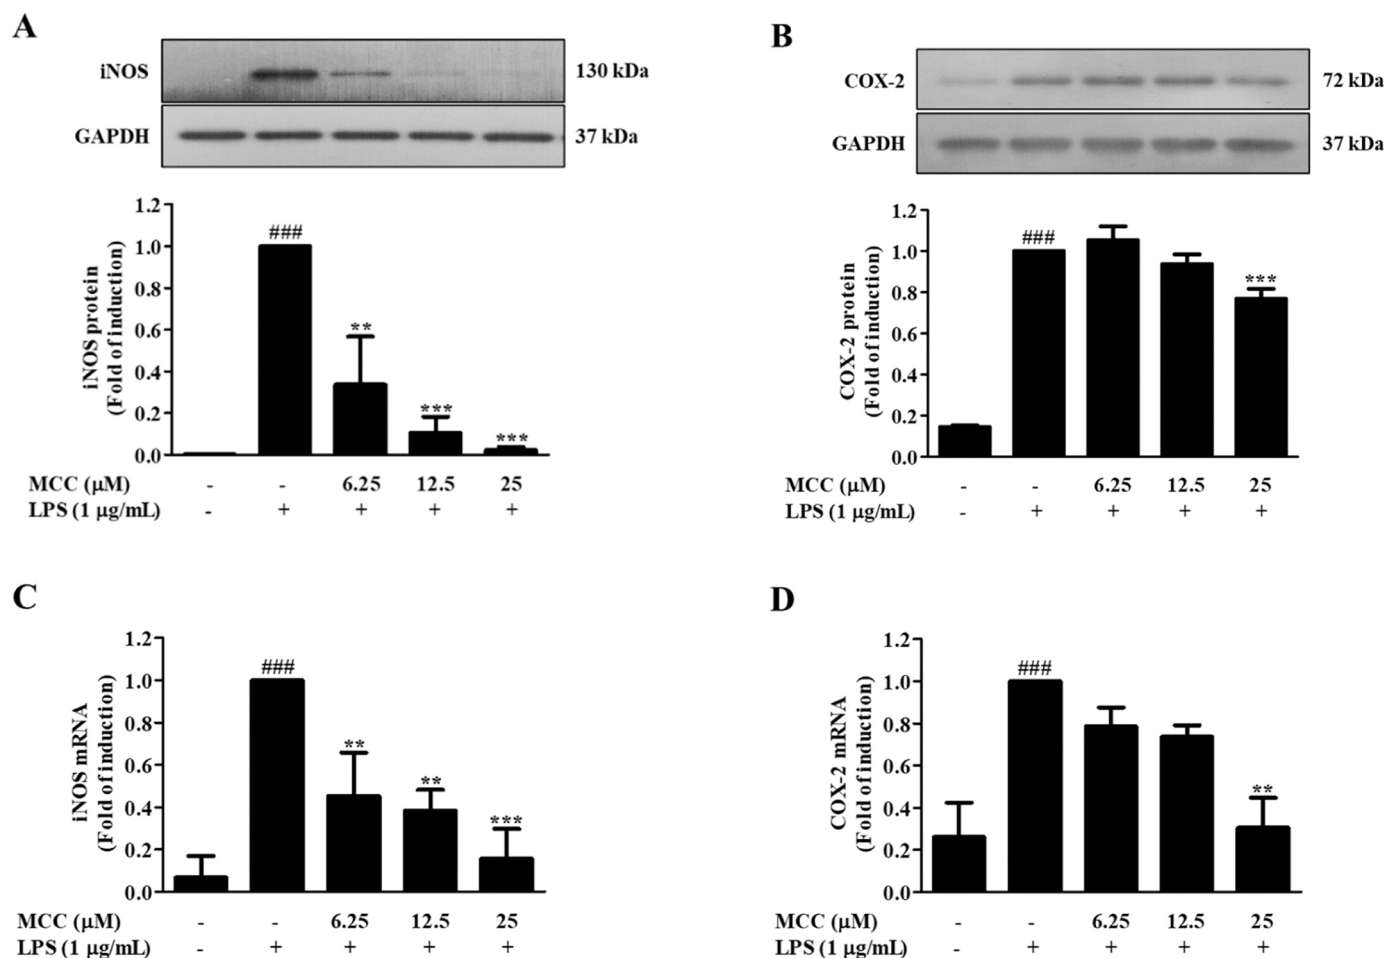 A
iNOS
130 kDa
GAPDH
37 kDa
1.2
1.0
0.8
0.6
0.4
0.2
0.0
iNOS protein
(Fold of induction)
###
**
***
***
MCC (μM) - - 6.25 12.5 25
LPS (1 μg/mL) - + + + +
B
COX-2
72 kDa
GAPDH
37 kDa
1.2
1.0
0.8
0.6
0.4
0.2
0.0
COX-2 protein
(Fold of induction)
###
***
MCC (μM) - - 6.25 12.5 25
LPS (1 μg/mL) - + + + +
C
1.2
1.0
0.8
0.6
0.4
0.2
0.0
iNOS mRNA
(Fold of induction)
###
**
**
***
MCC (μM) - - 6.25 12.5 25
LPS (1 μg/mL) - + + + +
D
1.2
1.0
0.8
0.6
0.4
0.2
0.0
COX-2 mRNA
(Fold of induction)
###
**
MCC (μM) - - 6.25 12.5 25
LPS (1 μg/mL) - + + + +